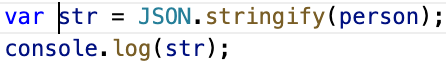 var str = JSON.stringify(person);
console.log(str);